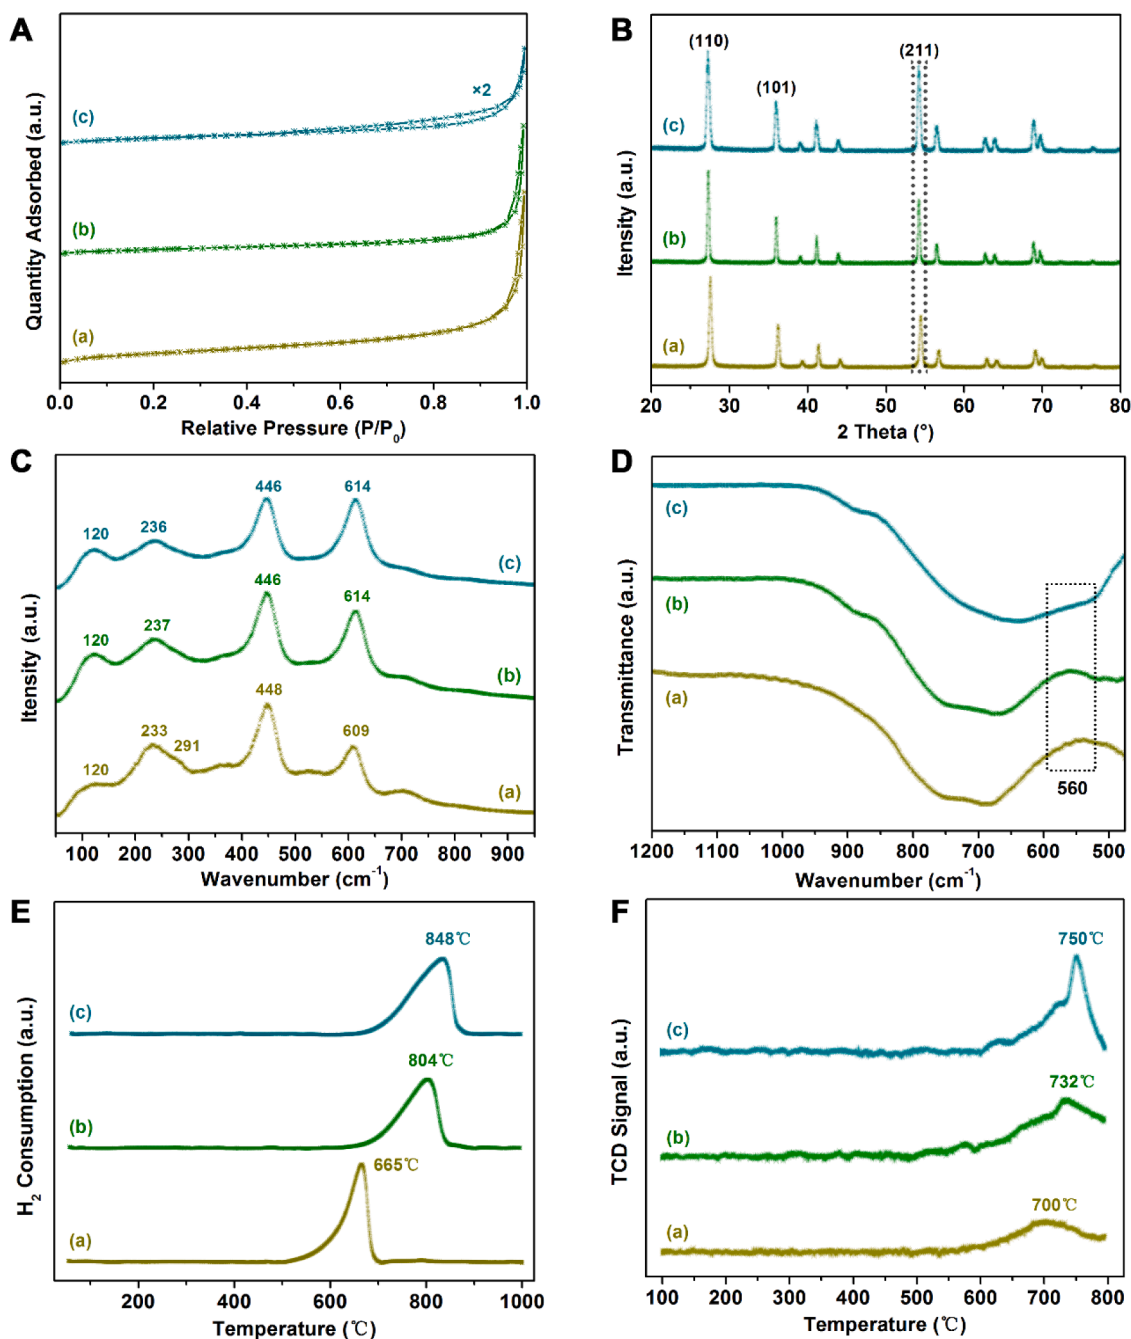 A
×2
(c)
(b)
(a)
Quantity Adsorbed (a.u.)
0.0 0.2 0.4 0.6 0.8 1.0
Relative Pressure (P/P0)
B
(110)
(101)
(211)
(c)
(b)
(a)
Itensity (a.u.)
20 30 40 50 60 70 80
2 Theta (°)
C
120 236 446 614
(c)
120 237 446 614
(b)
120 233 291 448 609
(a)
Itensity (a.u.)
50 100 200 300 400 500 600 700 800 900
Wavenumber (cm-1)
D
(c)
(b)
(a)
560
Transmittance (a.u.)
1200 1100 1000 900 800 700 600 500
Wavenumber (cm-1)
E
848℃
(c)
804℃
(b)
665℃
(a)
H2 Consumption (a.u.)
200 400 600 800 1000
Temperature (℃)
F
750℃
(c)
732℃
(b)
700℃
(a)
TCD Signal (a.u.)
100 200 300 400 500 600 700 800
Temperature (℃)